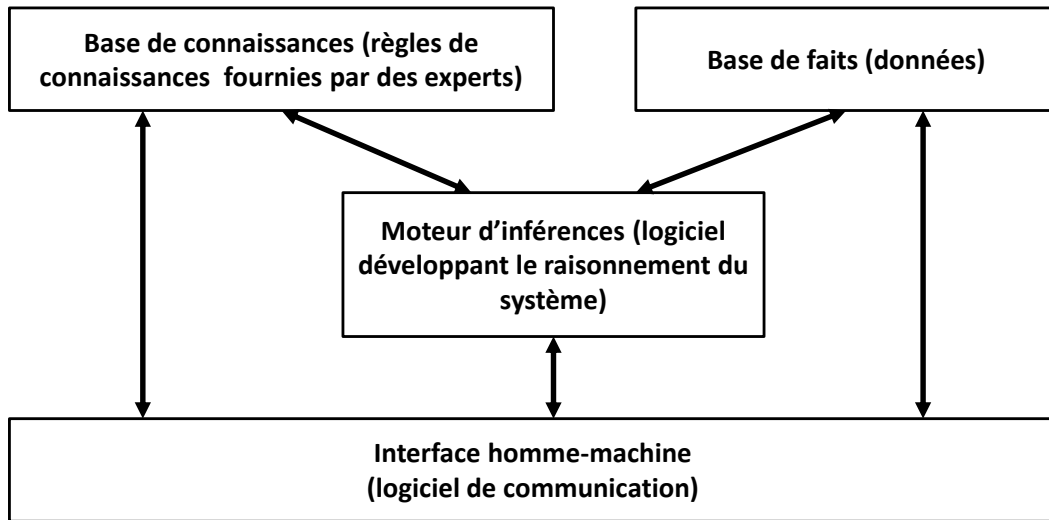 Base de connaissances (règles de
connaissances  fournies par des experts)
Base de faits (données)
Moteur d’inférences (logiciel
développant le raisonnement du
système)
Interface homme-machine
(logiciel de communication)